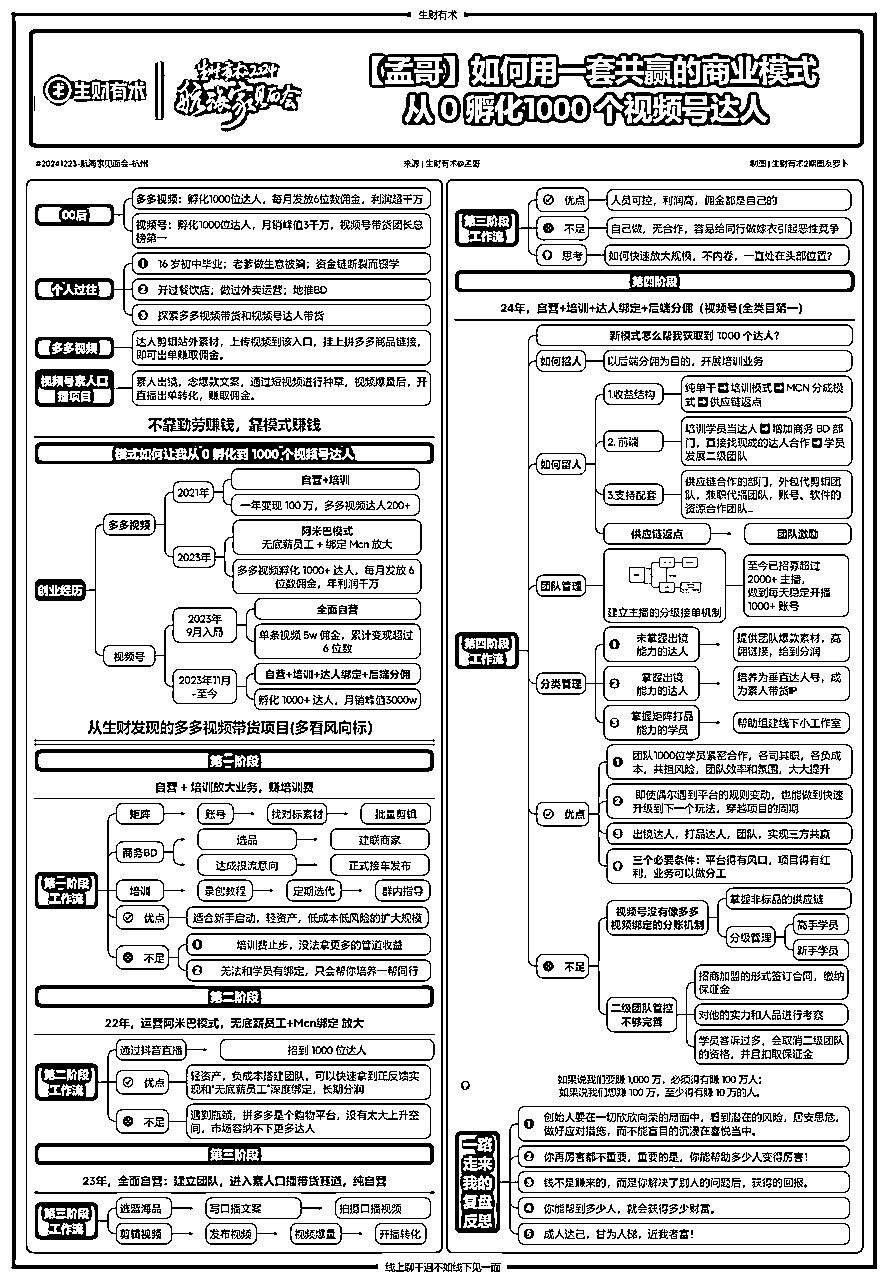 生财有术
生财有术
生财有术2024
航海家见面会
【孟哥】如何用一套共赢的商业模式
从 0 孵化1000 个视频号达人
#20241223-航海家见面会-杭州
来源 | 生财有术@孟哥
制图 | 生财有术2期图友萝卜
00后
多多视频:孵化1000位达人,每月发放6位数佣金,利润超千万
视频号:孵化1000位达人,月销峰值3千万,视频号带货团长总
榜第一
个人过往
1 16 岁初中毕业;老爹做生意被骗;资金链断裂而辍学
2 开过餐饮店;做过外卖运营;地推BD
3 探索多多视频带货和视频号达人带货
多多视频
达人剪辑站外素材,上传视频到该入口,挂上拼多多商品链接,
即可出单赚取佣金。
视频号素人口
播项目
素人出镜,念爆款文案,通过短视频进行种草,视频爆量后,开
直播出单转化,赚取佣金。
不靠勤劳赚钱,靠模式赚钱
模式如何让我从 0 孵化到 1000 个视频号达人
创业经历
多多视频
2021年
自营+培训
一年变现 100 万,多多视频达人200+
2023年
阿米巴模式
无底薪员工 + 绑定 Mcn 放大
多多视频孵化 1000+ 达人,每月发放 6
位数佣金,年利润千万
视频号
2023年
9月入局
全面自营
单条视频 5w 佣金,累计变现超过
6 位数
2023年11月
-至今
自营+培训+达人绑定+后端分佣
孵化 1000+ 达人,月销峰值3000w
从生财发现的多多视频带货项目(多看风向标)
第一阶段
自营 + 培训放大业务,赚培训费
第一阶段
工作流
矩阵
账号
找对标素材
批量剪辑
商务BD
选品
建联商家
达成投流意向
正式接车发布
培训
录创教程
定期迭代
群内指导
优点
适合新手启动,轻资产,低成本低风险的扩大规模
不足
1 培训费止步,没法拿更多的管道收益
2 无法和学员有绑定,只会帮你培养一帮同行
第二阶段
22年,运营阿米巴模式,无底薪员工+Mcn绑定 放大
第二阶段
工作流
通过抖音直播
招到 1000 位达人
优点
轻资产,负成本搭建团队,可以快速拿到正反馈实
现和“无底薪员工”深度绑定,长期分润
不足
遇到瓶颈,拼多多是个购物平台,没有太大上升空
间,市场容纳不下更多达人
第三阶段
23年,全面自营:建立团队,进入素人口播带货赛道,纯自营
第三阶段
工作流
选蓝海品
写口播文案
拍摄口播视频
剪辑视频
发布视频
视频爆量
开播转化
第三阶段
工作流
优点
人员可控,利润高,佣金都是自己的
不足
自己做,无合作,容易给同行做嫁衣引起恶性竞争
思考
如何快速放大规模,不内卷,一直处在头部位置?
第四阶段
24年,自营+培训+达人绑定+后端分佣(视频号(全类目第一)
第四阶段
工作流
新模式怎么帮我获取到 1000 个达人?
如何招人
以后端分佣为目的,开展培训业务
如何留人
1.收益结构
纯单干➡培训模式➡MCN 分成模
式➡供应链返点
2. 前端
培训学员当达人➡增加商务 BD 部
门,直接找现成的达人合作➡学员
发展二级团队
3.支持配套
供应链合作的部门,外包代剪辑团
队,兼职代播团队,账号、软件的
资源合作团队...
供应链返点
团队激励
团队管理
建立主播的分级接单机制
至今已招募超过
2000+ 主播,
做到每天稳定开播
1000+ 账号
分类管理
1 未掌握出镜
能力的达人
提供团队爆款素材,高
佣链接,给到分润
2 掌握出镜
能力的达人
培养为垂直达人号,成
为素人带货IP
3 掌握矩阵打品
能力的学员
帮助组建线下小工作室
优点
1 团队1000位学员紧密合作,各司其职,各负成
本,共担风险,团队效率和氛围,大大提升
2 即使偶尔遇到平台的规则变动,也能做到快速
升级到下一个玩法,穿越项目的周期
3 出镜达人,打品达人,团队,实现三方共赢
三个必要条件:平台得有风口,项目得有红
利,业务可以做分工
不足
视频号没有像多多
视频绑定的分账机制
掌握非标品的供应链
分级管理
高手学员
新手学员
二级团队管控
不够完善
招商加盟的形式签订合同,缴纳
保证金
对他的实力和人品进行考察
学员客诉过多,会取消二级团队
的资格,并且扣取保证金
如果说我们要赚 1,000 万,必须得有赚 100 万人;
如果说我们想赚 100 万,至少得有赚 10 万的人。
一路
走来
我的
复盘
反思
1 创始人要在一切欣欣向荣的局面中,看到潜在的风险,居安思危,
做好应对措施,而不能盲目的沉浸在喜悦当中。
2 你再厉害都不重要,重要的是,你能帮助多少人变得厉害!
3 钱不是赚来的,而是你解决了别人的问题后,获得的回报。
4 你能帮到多少人,就会获得多少财富。
5 成人达己,甘为人梯,近我者富!
线上聊千遍不如线下见一面